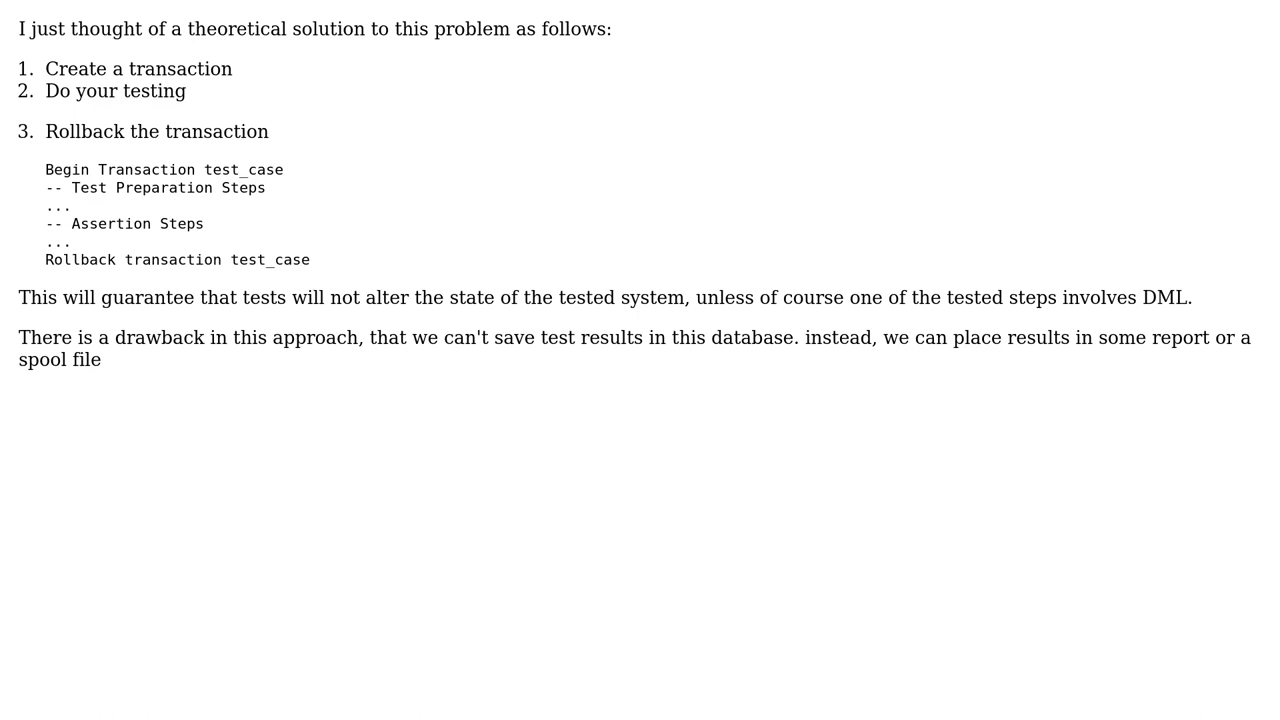 I just thought of a theoretical solution to this problem as follows:
1. Create a transaction
2. Do your testing
3. Rollback the transaction
Begin Transaction test_case
-- Test Preparation Steps
...
-- Assertion Steps
...
Rollback transaction test_case
This will guarantee that tests will not alter the state of the tested system, unless of course one of the tested steps involves DML.
There is a drawback in this approach, that we can't save test results in this database. instead, we can place results in some report or a
spool file